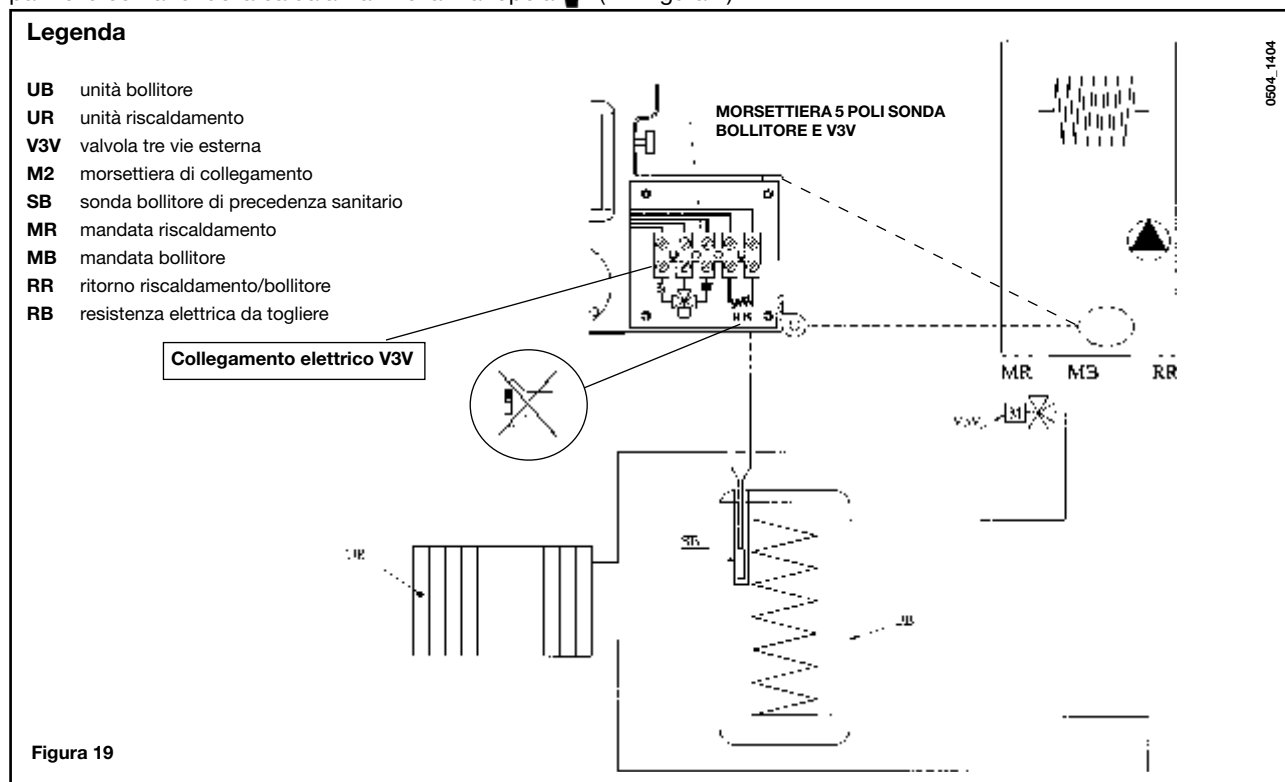 Legenda
UB unità bollitore
UR unità riscaldamento
V3V valvola tre vie esterna
M2 morsettiera di collegamento
SB sonda bollitore di precedenza sanitario
MR mandata riscaldamento
MB mandata bollitore
RR ritorno riscaldamento/bollitore
RB resistenza elettrica da togliere
0504_1404
MORSETTIERA 5 POLI SONDA
BOLLITORE E V3V
Collegamento elettrico V3V
MR MB RR
M
SB
UR
UB
Figura 19